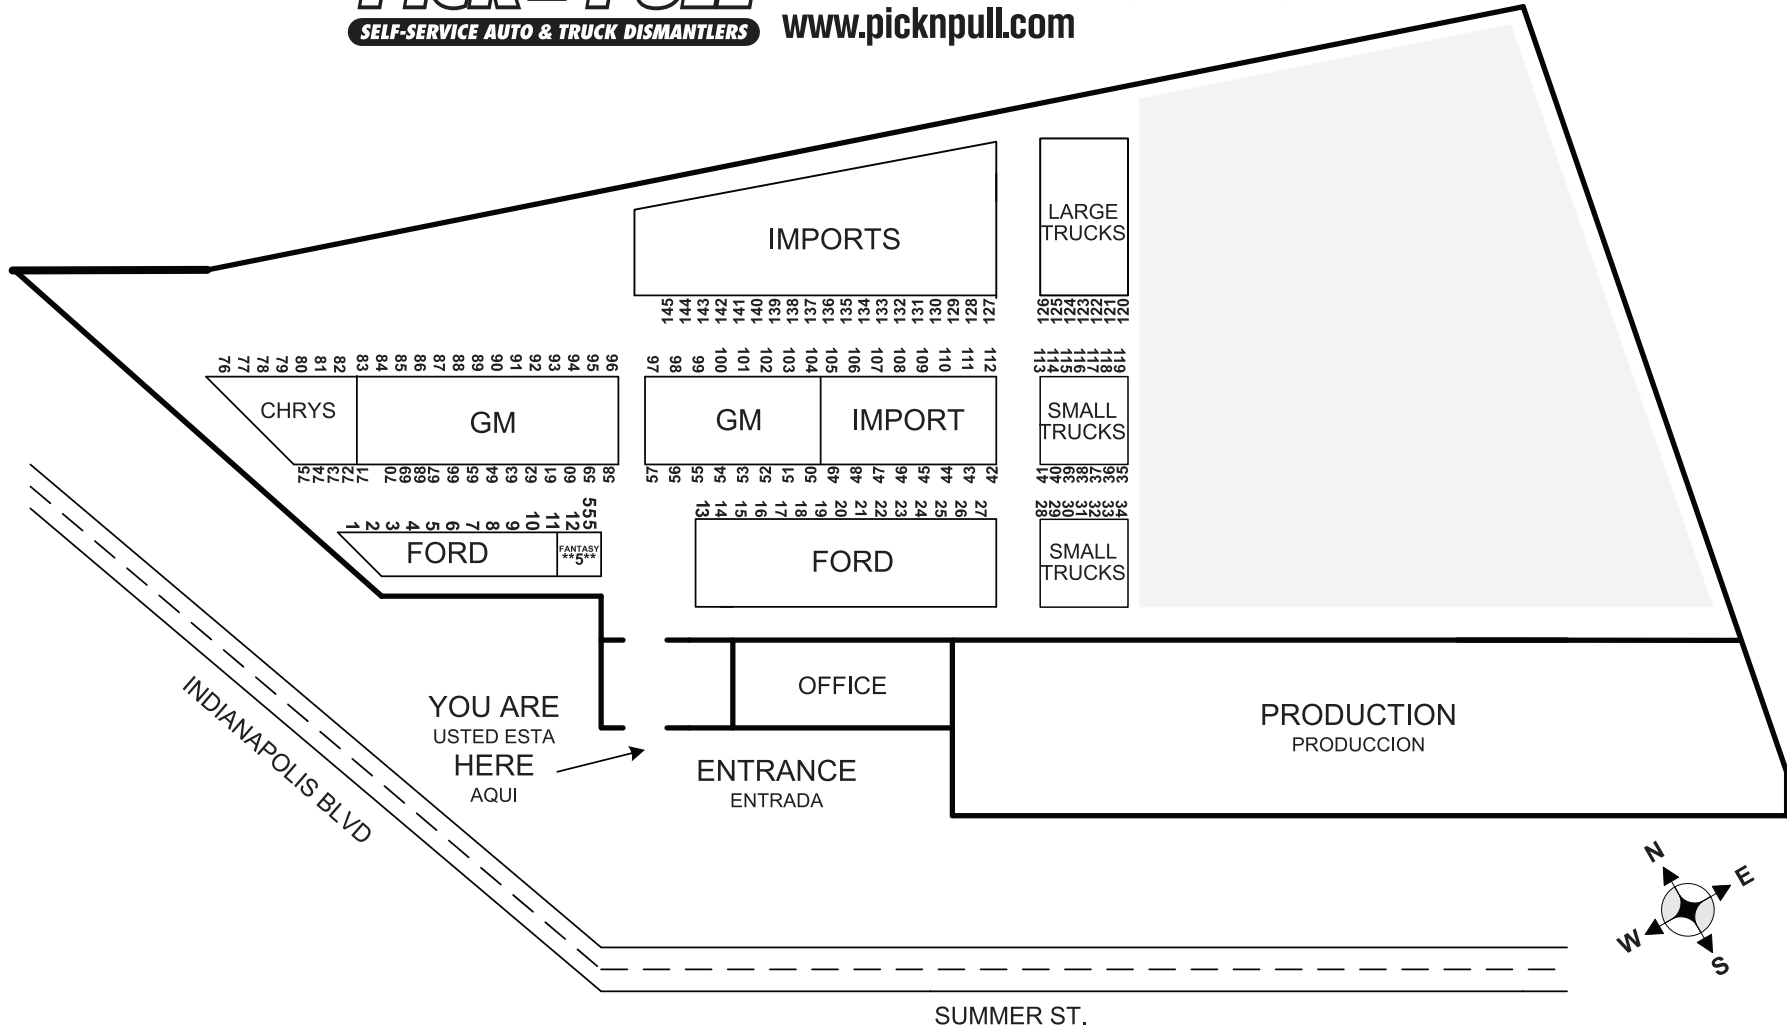 PICK-n-PULL
SELF-SERVICE AUTO & TRUCK DISMANTLERS
www.picknpull.com
IMPORTS
LARGE
TRUCKS
145 144 143 142 141 140 139 138 137 136 135 134 133 132 131 130 129 128 127
126 125 124 123 122 121 120
76 77 78 79 80 81 82 83 84 85 86 87 88 89 90 91 92 93 94 95 96
97 98 99 100 101 102 103 104 105 106 107 108 109 110 111 112
113 114 115 116 117 118 119
CHRYS
GM
GM
IMPORT
SMALL
TRUCKS
75 74 73 72 71 70 69 68 67 66 65 64 63 62 61 60 59 58
57 56 55 54 53 52 51 50 49 48 47 46 45 44 43 42
41 40 39 38 37 36 35
1 2 3 4 5 6 7 8 9 10 11 12 555
13 14 15 16 17 18 19 20 21 22 23 24 25 26 27
28 29 30 31 32 33 34
FORD
FANTASY
**5**
FORD
SMALL
TRUCKS
OFFICE
YOU ARE
USTED ESTA
HERE
AQUI
ENTRANCE
ENTRADA
PRODUCTION
PRODUCCION
INDIANAPOLIS BLVD
N
E
W
S
SUMMER ST.